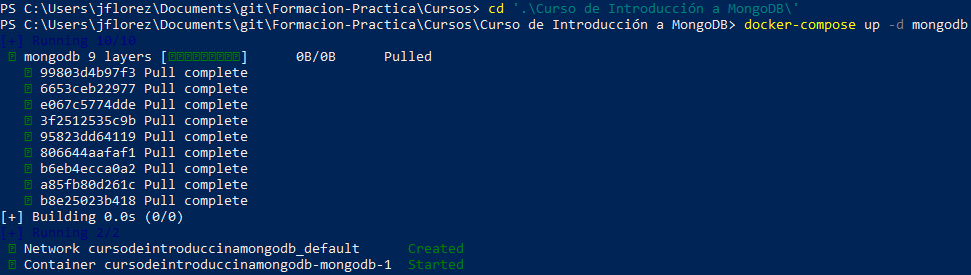 PS C:\Users\jflorez\Documents\git\Formacion-Practica\Cursos> cd '.\Curso de Introducción a MongoDB\'
PS C:\Users\jflorez\Documents\git\Formacion-Practica\Cursos\Curso de Introducción a MongoDB> docker-compose up -d mongodb
[+] Running 10/10
mongodb 9 layers [⍰⍰⍰⍰⍰⍰⍰⍰⍰] 0B/0B Pulled
99803d4b97f3 Pull complete
6653ceb22977 Pull complete
e067c5774dde Pull complete
3f2512535c9b Pull complete
95823dd64119 Pull complete
806644aafaf1 Pull complete
b6eb4ecca0a2 Pull complete
a85fb80d261c Pull complete
b8e25023b418 Pull complete
[+] Building 0.0s (0/0)
[+] Running 2/2
Network cursodeintroduccinamongodb_default Created
Container cursodeintroduccinamongodb-mongodb-1 Started